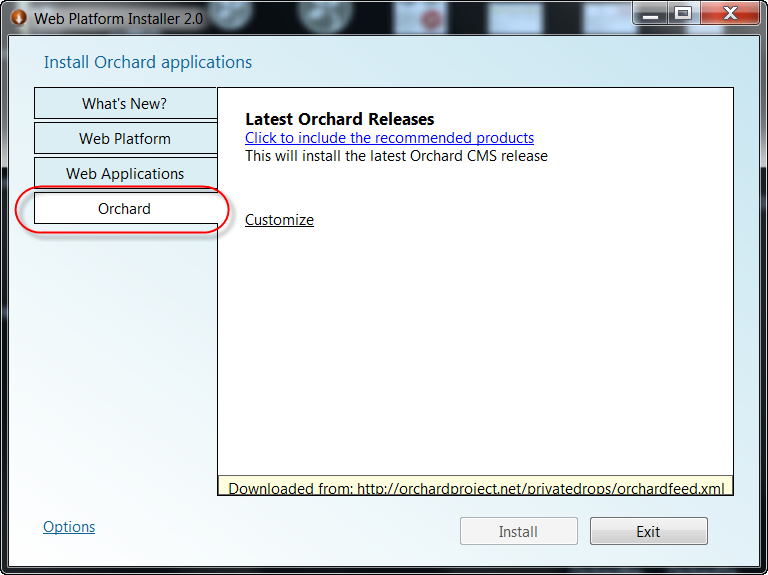 Web Platform Installer 2.0
Install Orchard applications
What's New?
Web Platform
Web Applications
Orchard
Latest Orchard Releases
Click to include the recommended products
This will install the latest Orchard CMS release
Customize
Downloaded from: http://orchardproject.net/privatedrops/orchardfeed.xml
Options
Install
Exit